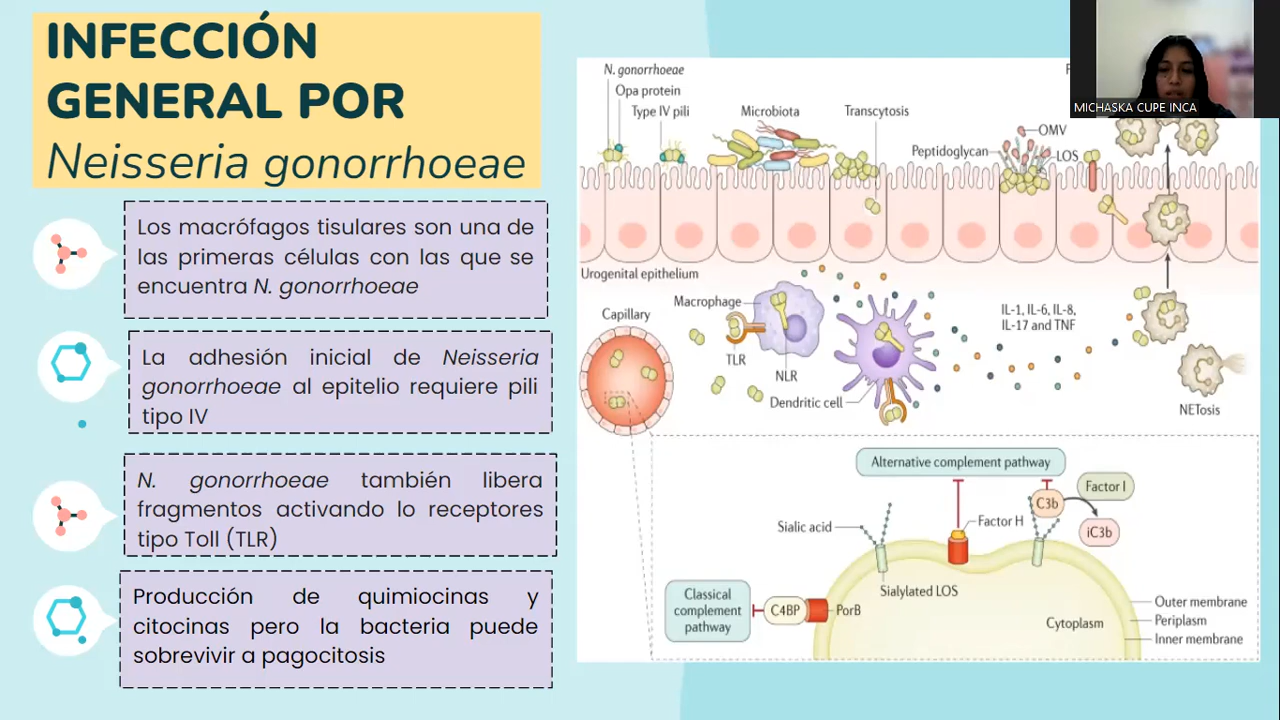 INFECCIÓN
GENERAL POR
Neisseria gonorrhoeae
Los macrófagos tisulares son una de
las primeras células con las que se
encuentra N. gonorrhoeae
La adhesión inicial de Neisseria
gonorrhoeae al epitelio requiere pili
tipo IV
N. gonorrhoeae también libera
fragmentos activando lo receptores
tipo Toll (TLR)
Producción de quimiocinas y
citocinas pero la bacteria puede
sobrevivir a pagocitosis
MICHASKA CUPE INCA
N. gonorrhoeae
Opa protein
Type IV pili
Microbiota
Transcytosis
Peptidoglycan
OMV
LOS
Urogenital epithelium
Capillary
Macrophage
TLR
NLR
Dendritic cell
IL-1, IL-6, IL-8,
IL-17 and TNF
NETosis
Alternative complement pathway
Sialic acid
Factor H
C3b
Factor I
iC3b
Sialylated LOS
Classical
complement
pathway
C4BP
PorB
Cytoplasm
Outer membrane
Periplasm
Inner membrane